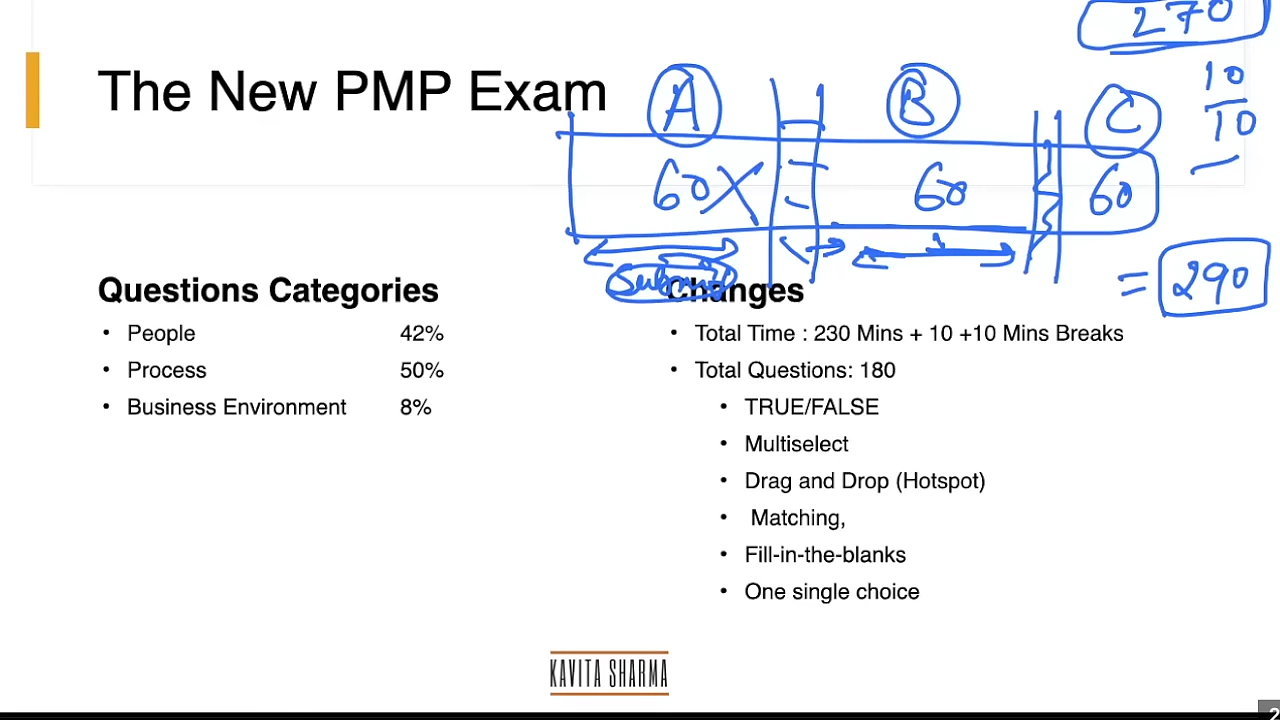 270
The New PMP Exam
A B C
10
10
60 X 60 60
= 290
Questions Categories
• People 42%
• Process 50%
• Business Environment 8%
Changes
• Total Time : 230 Mins + 10 +10 Mins Breaks
• Total Questions: 180
• TRUE/FALSE
• Multiselect
• Drag and Drop (Hotspot)
• Matching,
• Fill-in-the-blanks
• One single choice
KAVITA SHARMA